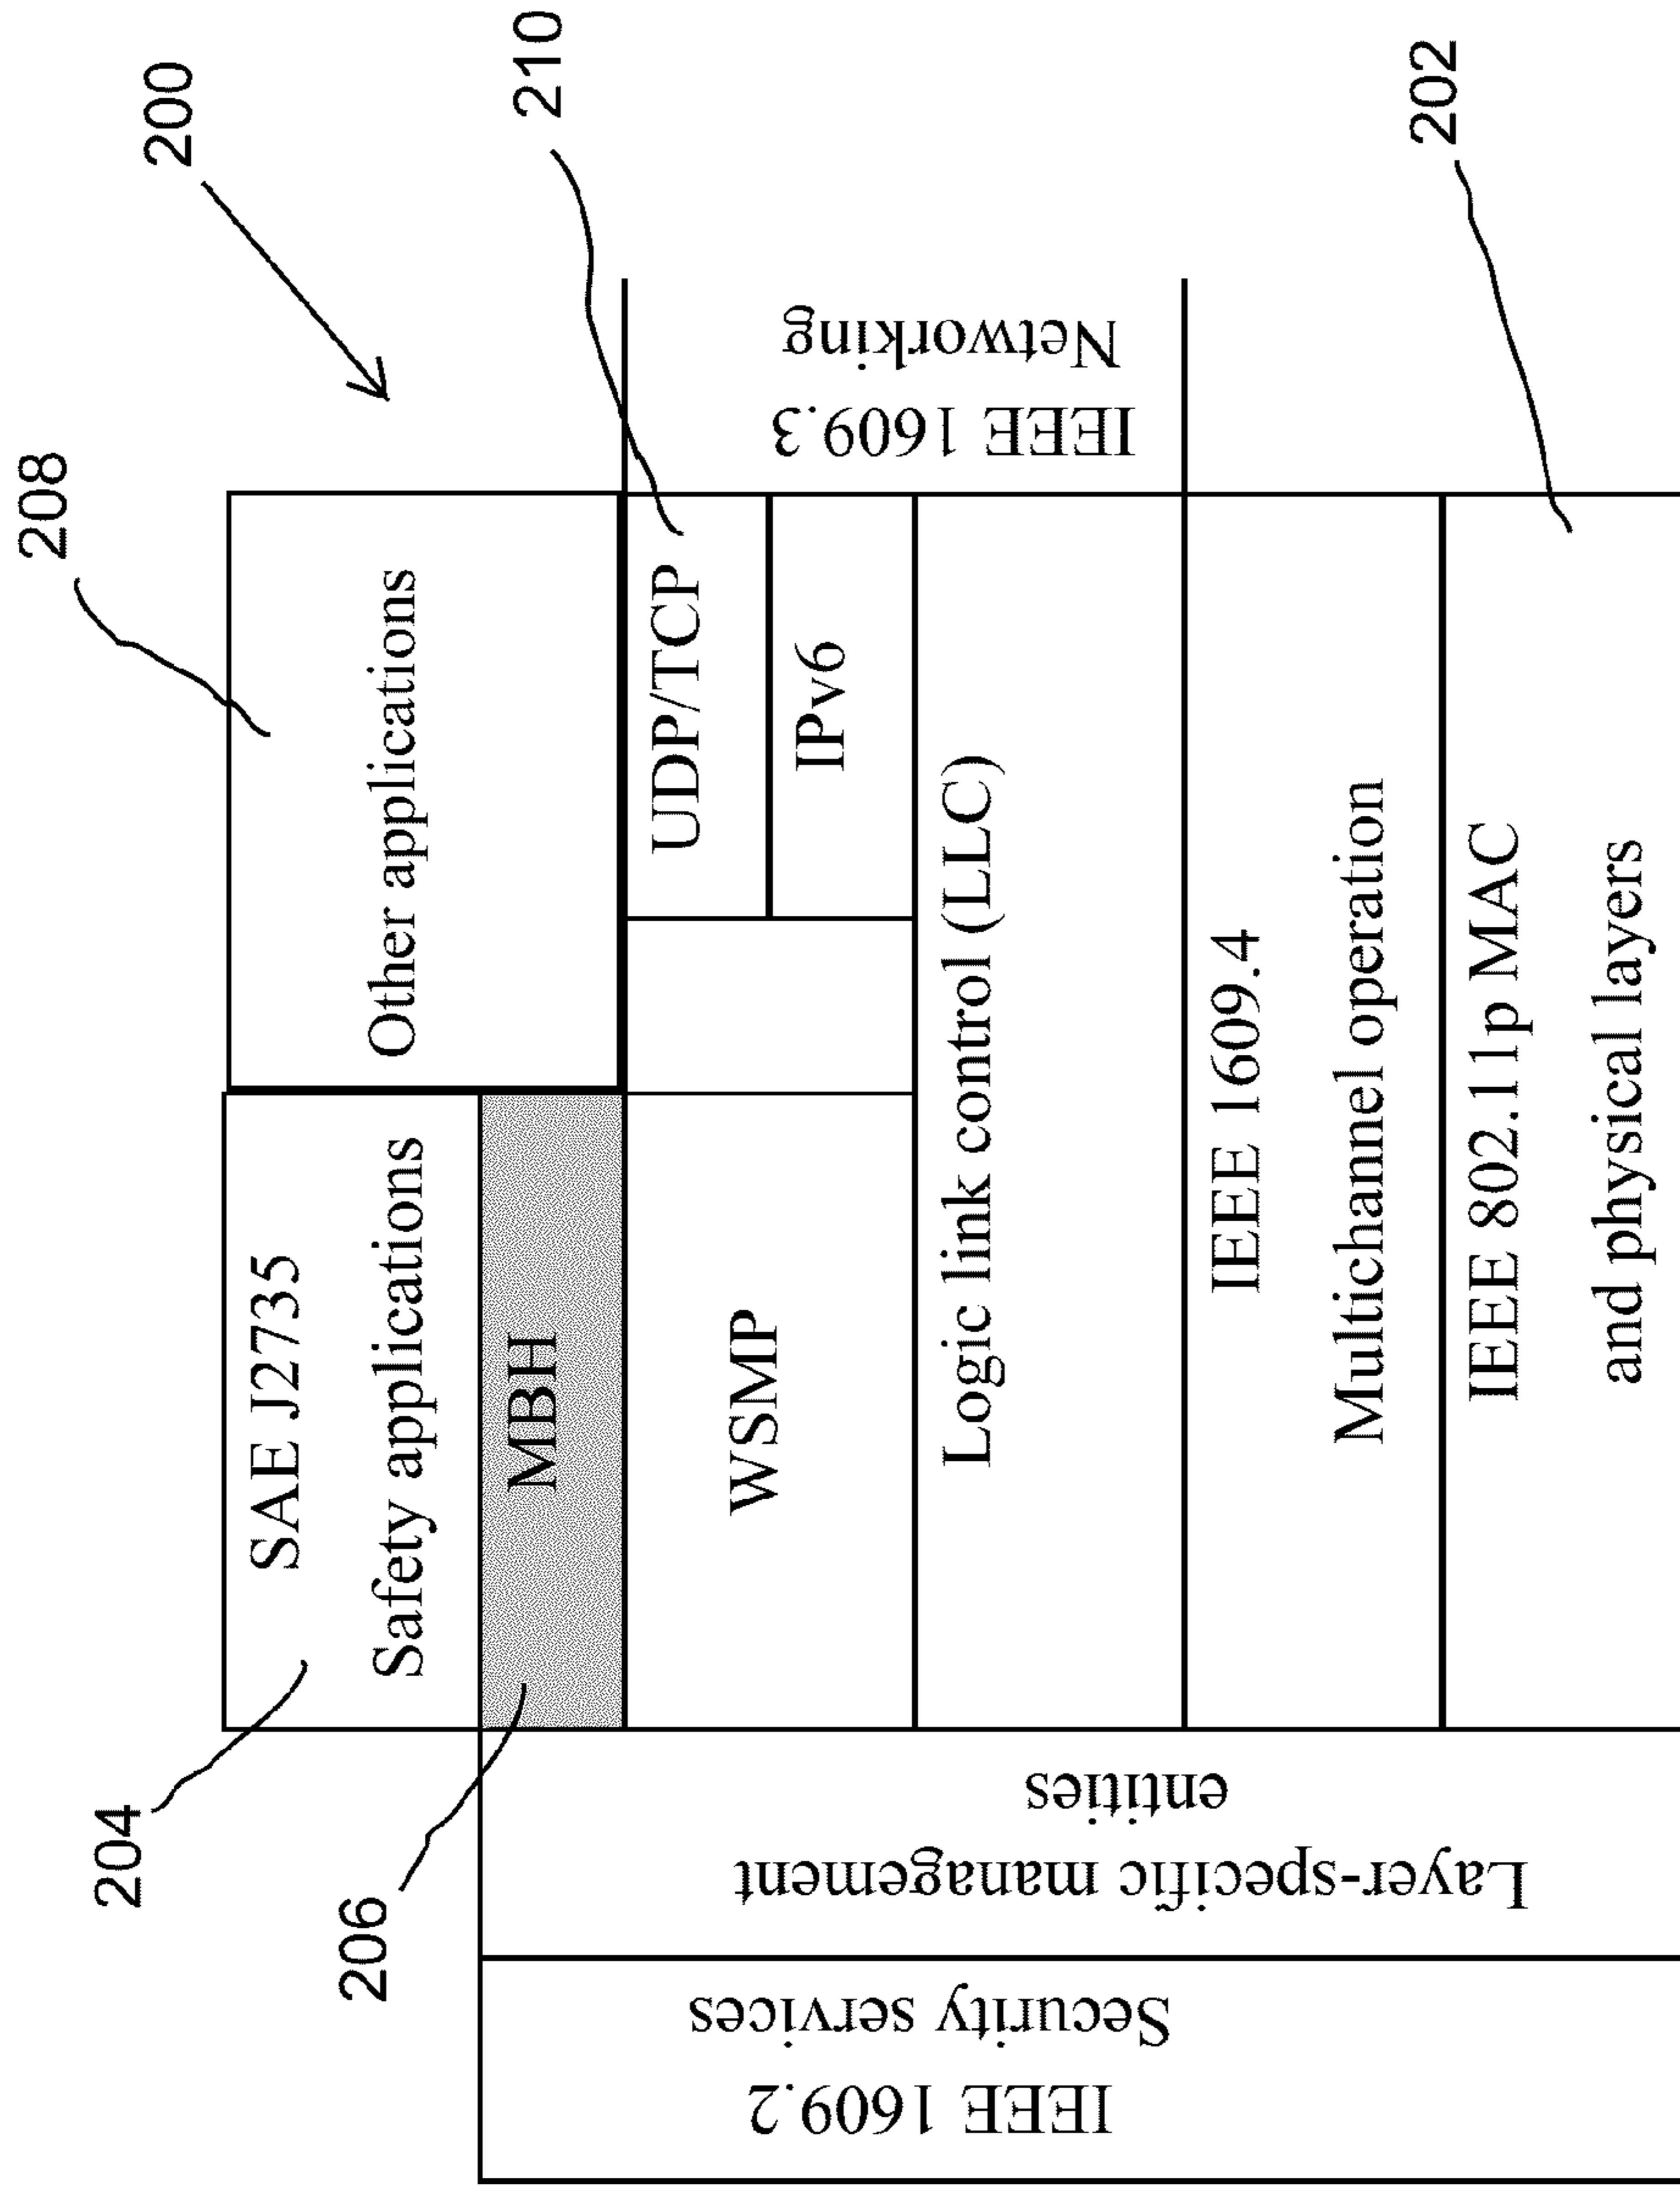 200
208
210
204
SAE J2735
Safety applications
Other applications
206
MBH
WSMP
UDP/TCP
IPv6
IEEE 1609.3
Networking
Logic link control (LLC)
IEEE 1609.4
Multichannel operation
IEEE 802.11p MAC
and physical layers
202
IEEE 1609.2
Security services
Layer-specific management
entities